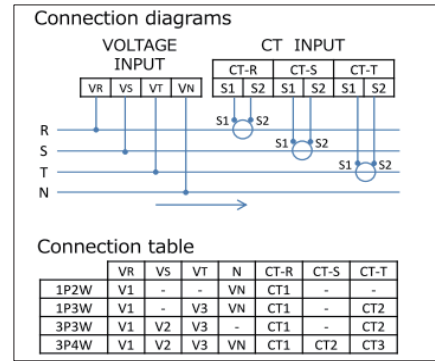 Connection diagrams
VOLTAGE INPUT CT INPUT
CT-R CT-S CT-T
VR VS VT VN S1 S2 S1 S2 S1 S2
R S1 S2
S S1 S2
T S1 S2
N
Connection table
VR VS VT N CT-R CT-S CT-T
1P2W V1 - - VN CT1 - -
1P3W V1 - V3 VN CT1 - CT2
3P3W V1 V2 V3 - CT1 - CT2
3P4W V1 V2 V3 VN CT1 CT2 CT3